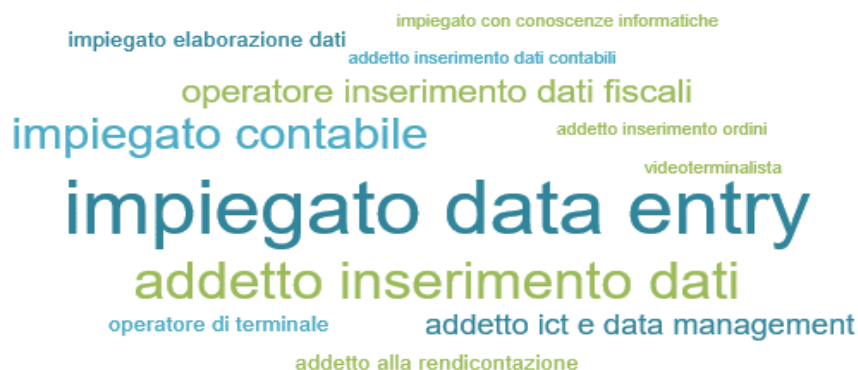 impiegato con conoscenze informatiche
impiegato elaborazione dati
addetto inserimento dati contabili
operatore inserimento dati fiscali
impiegato contabile
addetto inserimento ordini
videoterminalista
impiegato data entry
addetto inserimento dati
operatore di terminale
addetto ict e data management
addetto alla rendicontazione